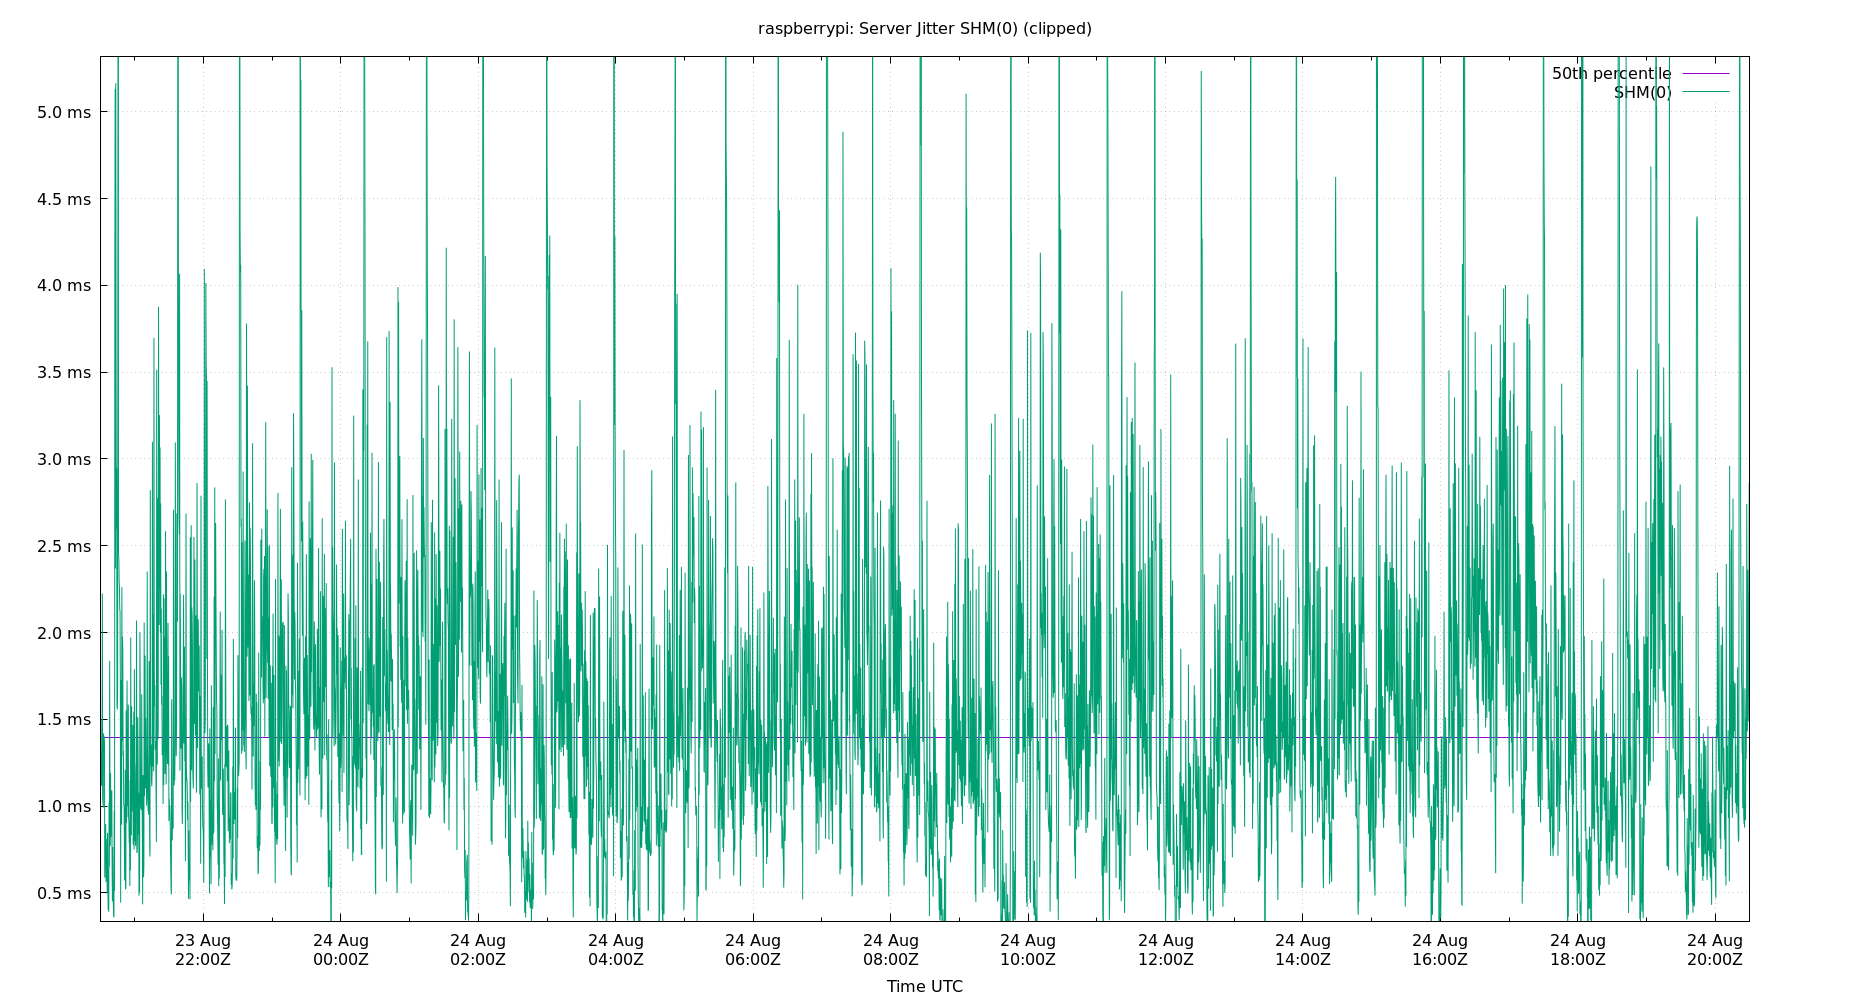 raspberrypi: Server Jitter SHM(0) (clipped)
50th percentile
SHM(0)
5.0 ms
4.5 ms
4.0 ms
3.5 ms
3.0 ms
2.5 ms
2.0 ms
1.5 ms
1.0 ms
0.5 ms
23 Aug 24 Aug 24 Aug 24 Aug 24 Aug 24 Aug 24 Aug 24 Aug 24 Aug 24 Aug 24 Aug 24 Aug
22:00Z 00:00Z 02:00Z 04:00Z 06:00Z 08:00Z 10:00Z 12:00Z 14:00Z 16:00Z 18:00Z 20:00Z
Time UTC